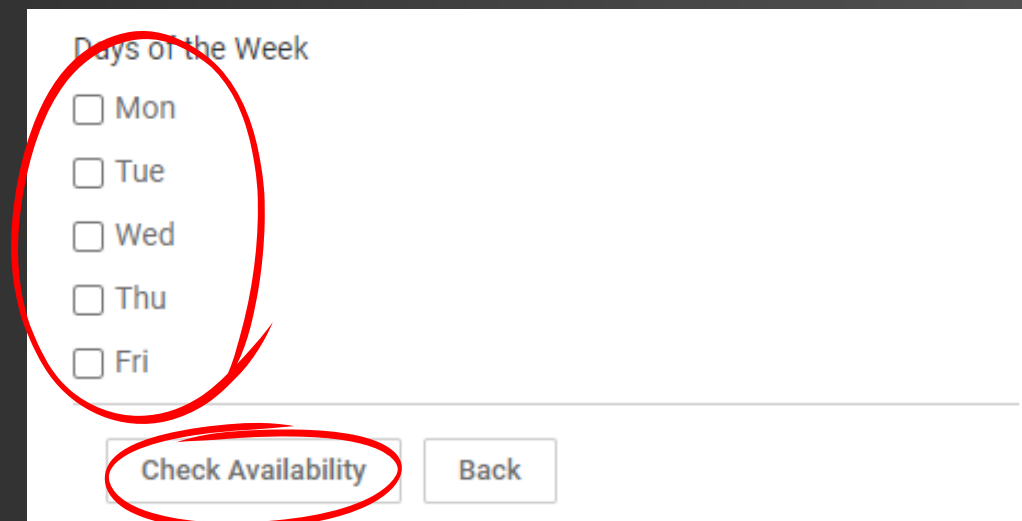 Days of the Week
Mon
Tue
Wed
Thu
Fri
Check Availability Back